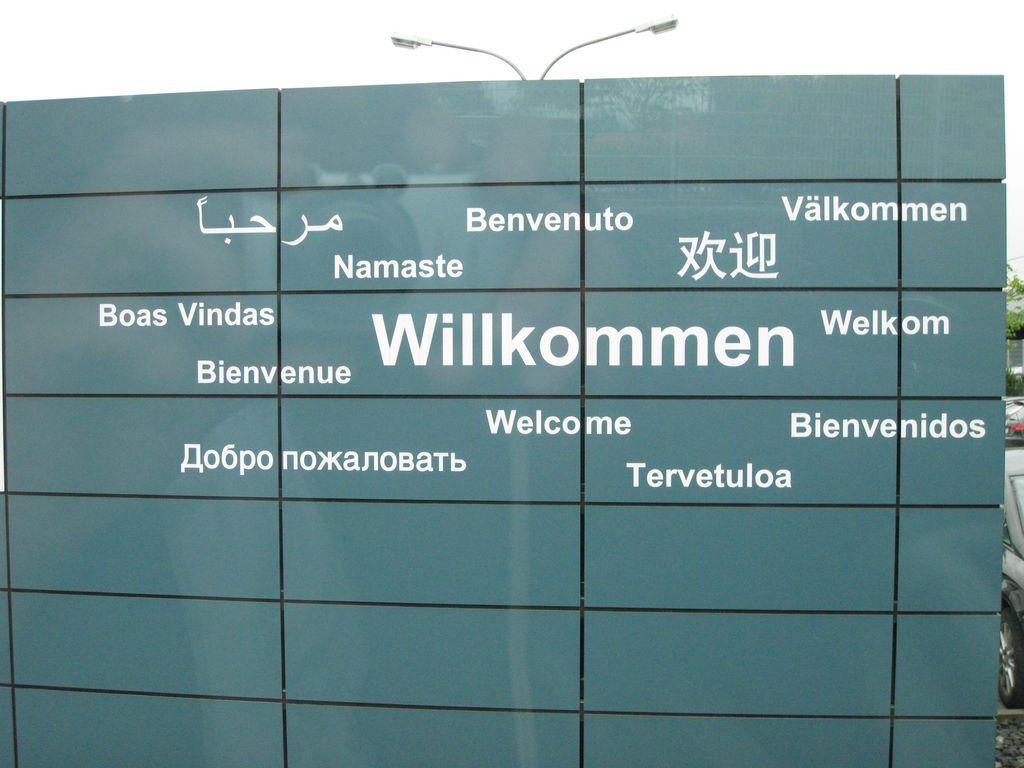 مرحباً
Benvenuto
Välkommen
Namaste
欢迎
Boas Vindas
Willkommen
Welkom
Bienvenue
Welcome
Bienvenidos
Добро пожаловать
Tervetuloa